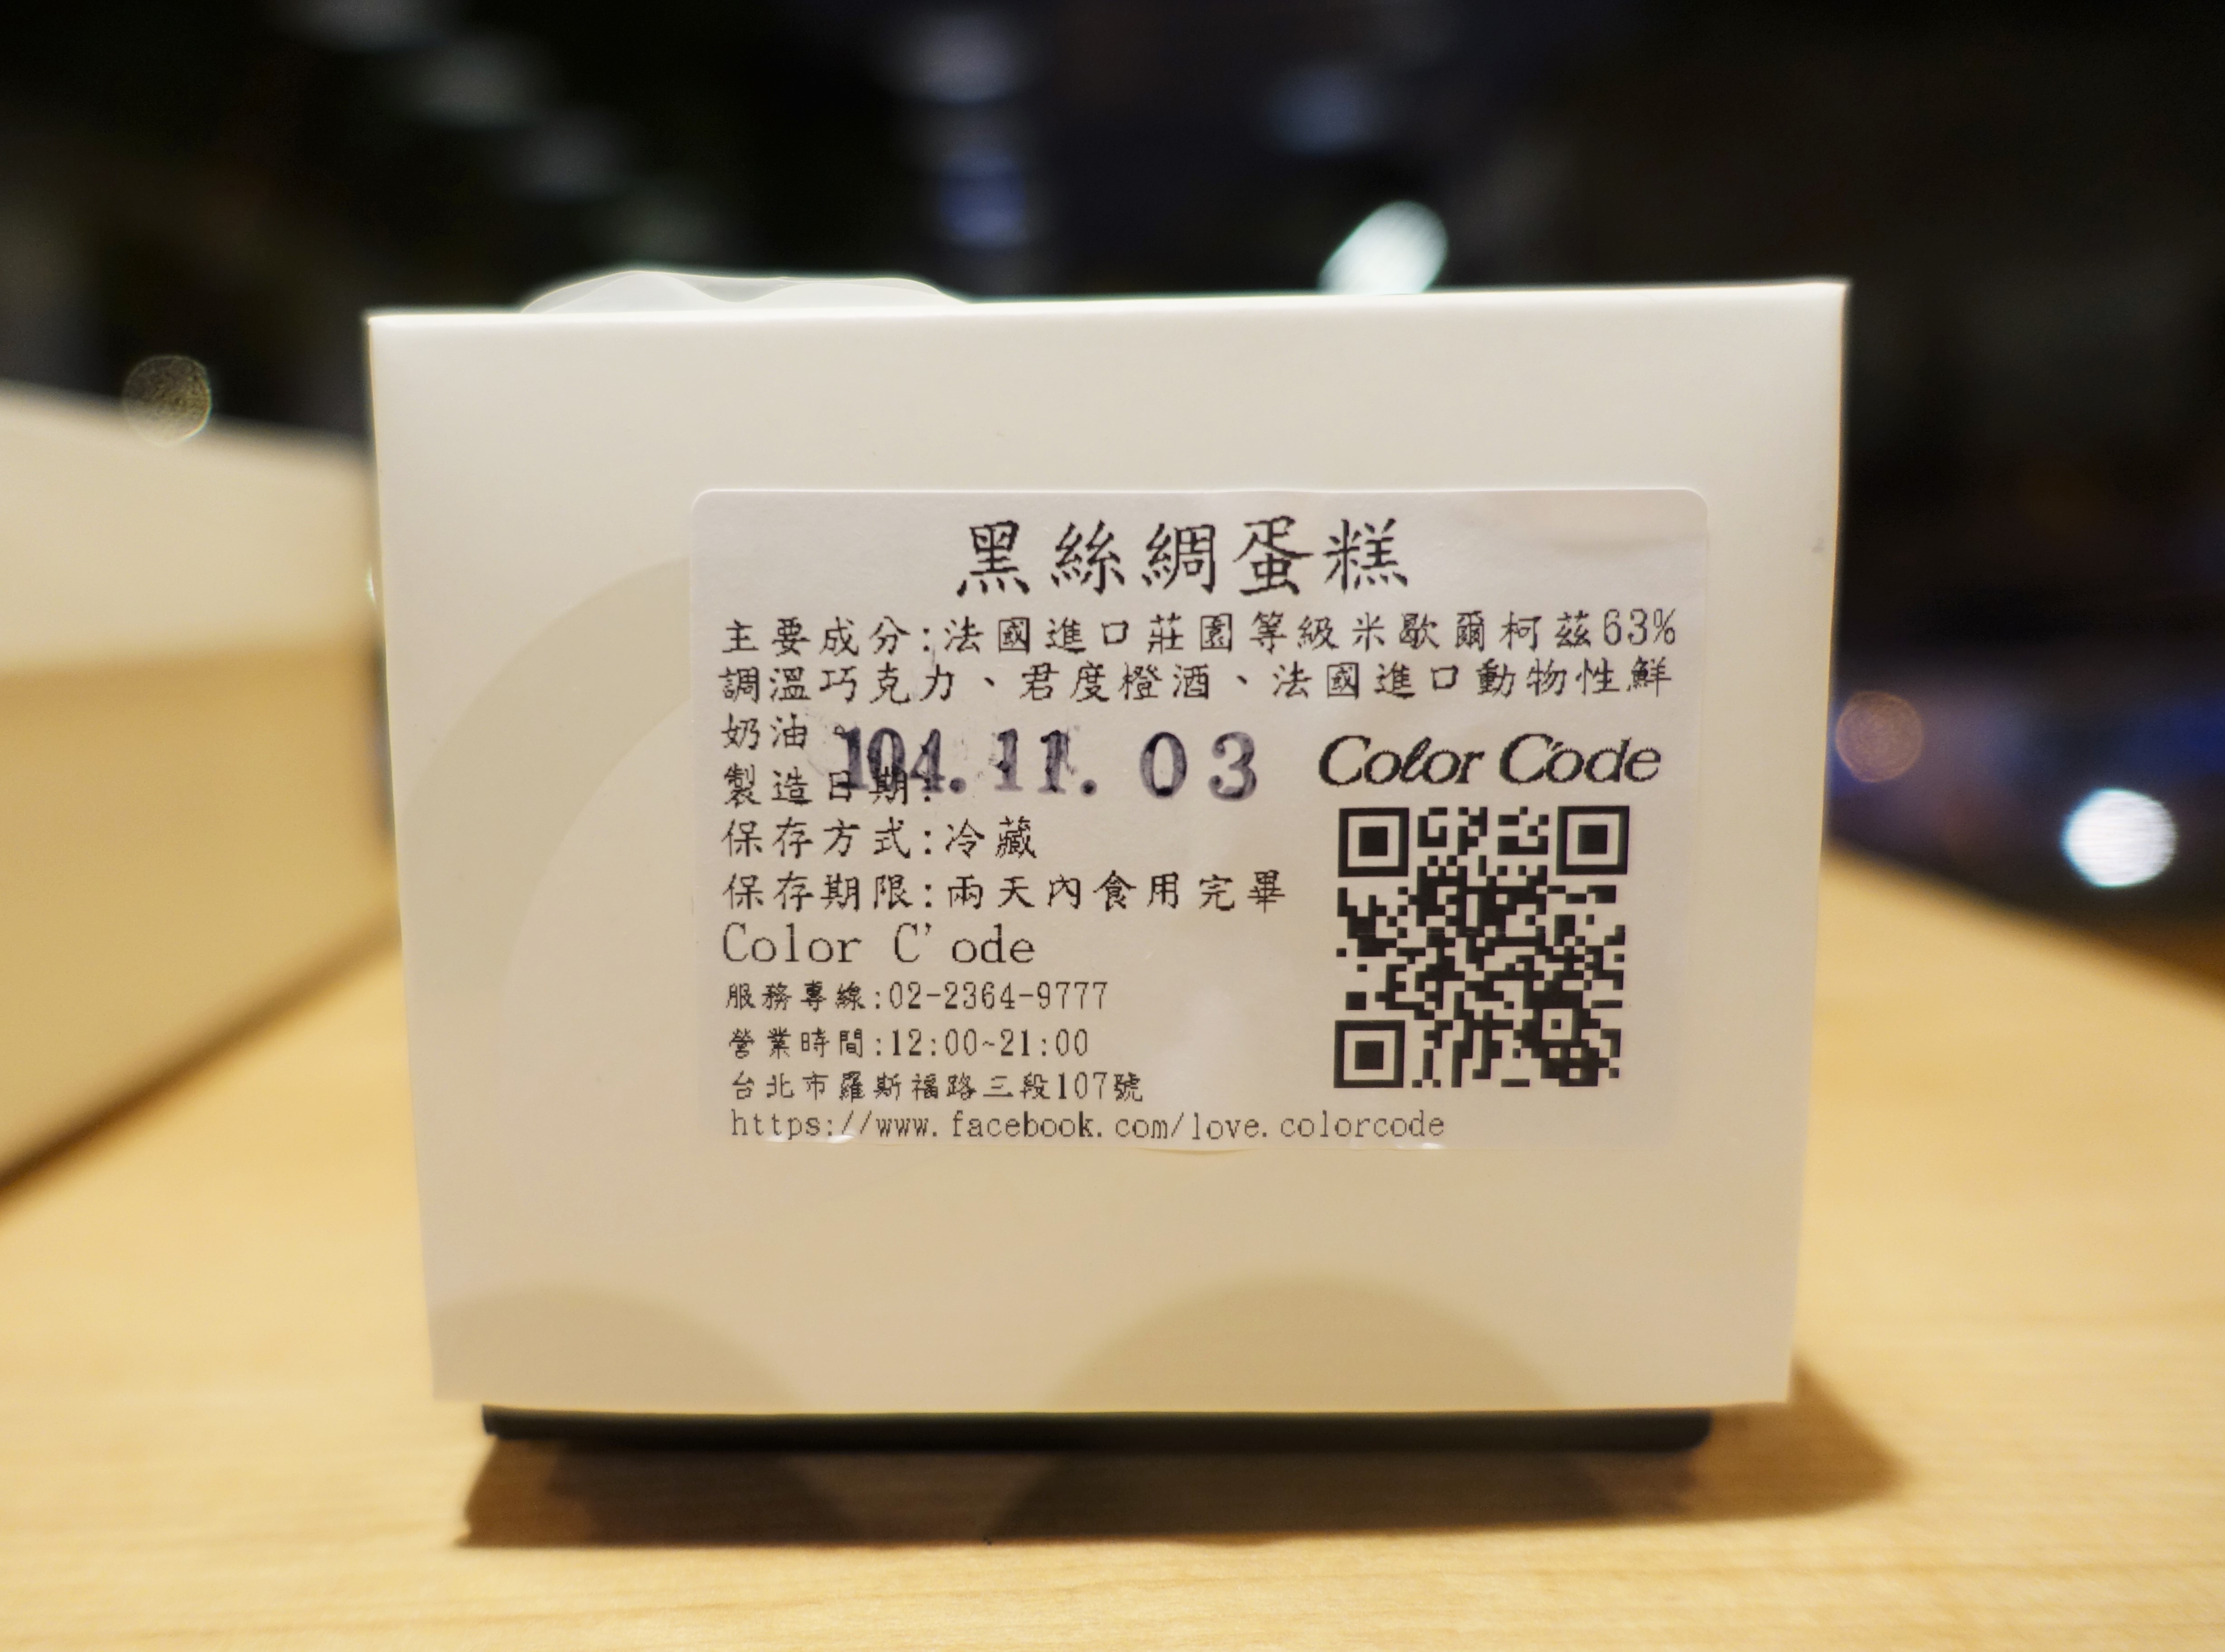 黑絲綢蛋糕
主要成分:法國進口莊園等級米歇爾柯茲63%
調溫巧克力、君度橙酒、法國進口動物性鮮
奶油。
製造日期:104.11.03
保存方式:冷藏
保存期限:兩天內食用完畢
Color C'ode
Color C'ode
服務專線:02-2364-9777
營業時間:12:00~21:00
台北市羅斯福路三段107號
https://www.facebook.com/love.colorcode